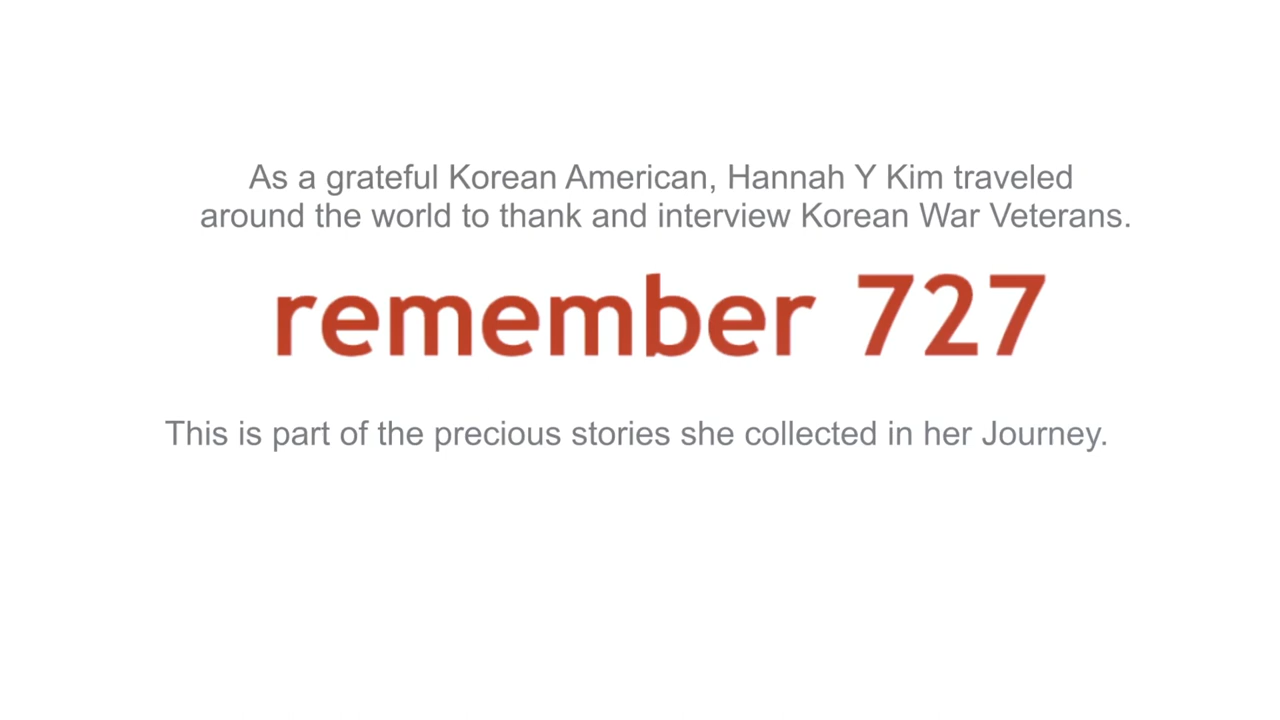 As a grateful Korean American, Hannah Y Kim traveled
around the world to thank and interview Korean War Veterans.
remember 727
This is part of the precious stories she collected in her Journey.